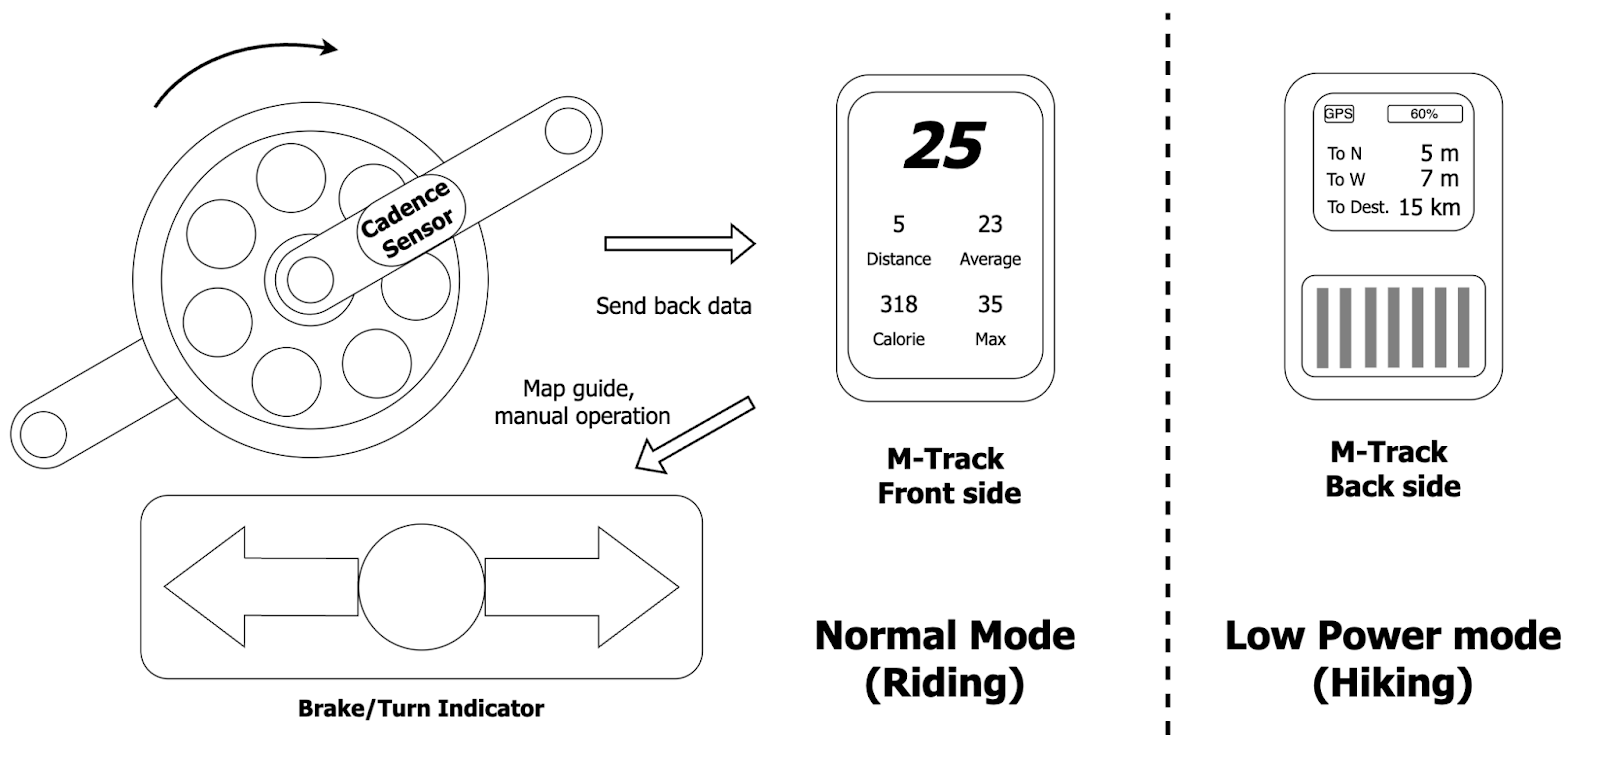 Cadence
Sensor
Send back data
Map guide,
manual operation
Brake/Turn Indicator
25
5 23
Distance Average
318 35
Calorie Max
M-Track
Front side
Normal Mode
(Riding)
GPS 60%
To N 5 m
To W 7 m
To Dest. 15 km
M-Track
Back side
Low Power mode
(Hiking)